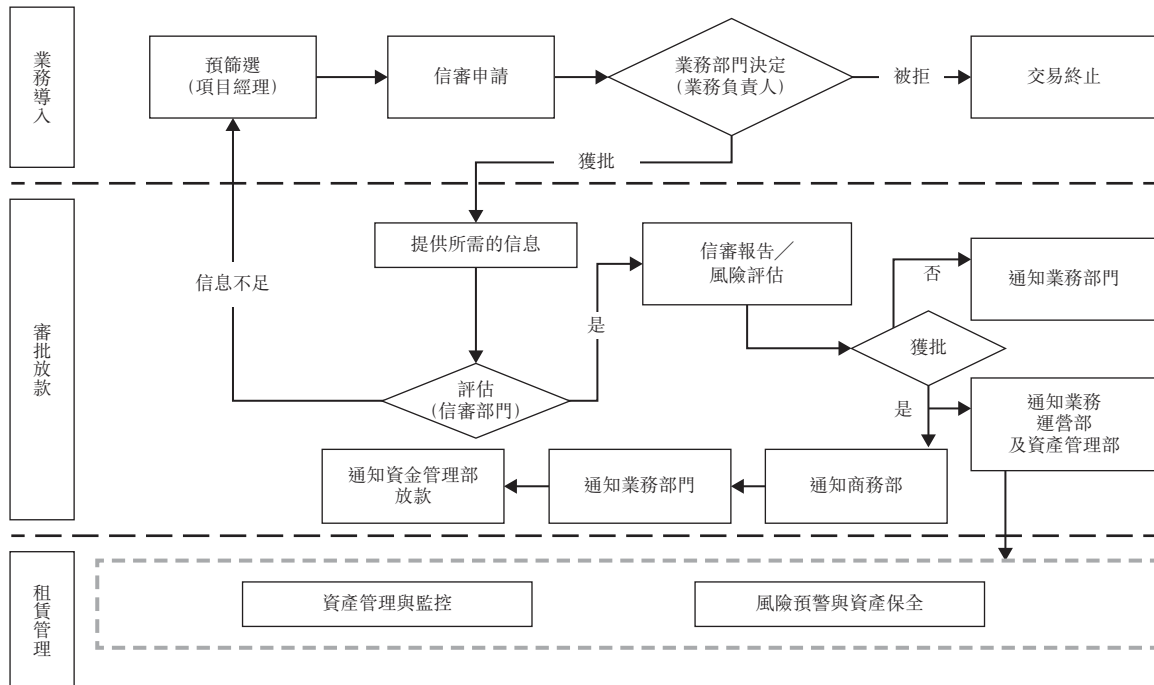 業務導入
預篩選
(項目經理)
信審申請
業務部門決定
(業務負責人)
被拒
交易終止
獲批
審批放款
提供所需的信息
信息不足
評估
(信審部門)
是
信審報告／
風險評估
獲批
否
通知業務部門
是
通知業務
運營部
及資產管理部
通知商務部
通知業務部門
通知資金管理部
放款
租賃管理
資產管理與監控
風險預警與資產保全